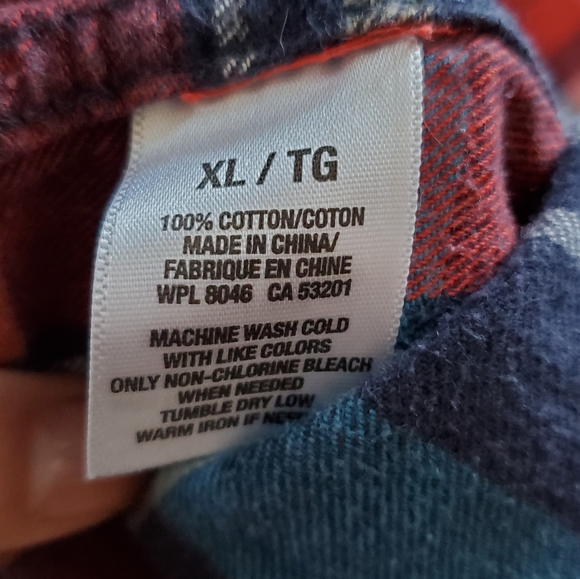 XL / TG
100% COTTON/COTON
MADE IN CHINA/
FABRIQUE EN CHINE
WPL 8046 CA 53201
MACHINE WASH COLD
WITH LIKE COLORS
ONLY NON-CHLORINE BLEACH
WHEN NEEDED
TUMBLE DRY LOW
WARM IRON IF